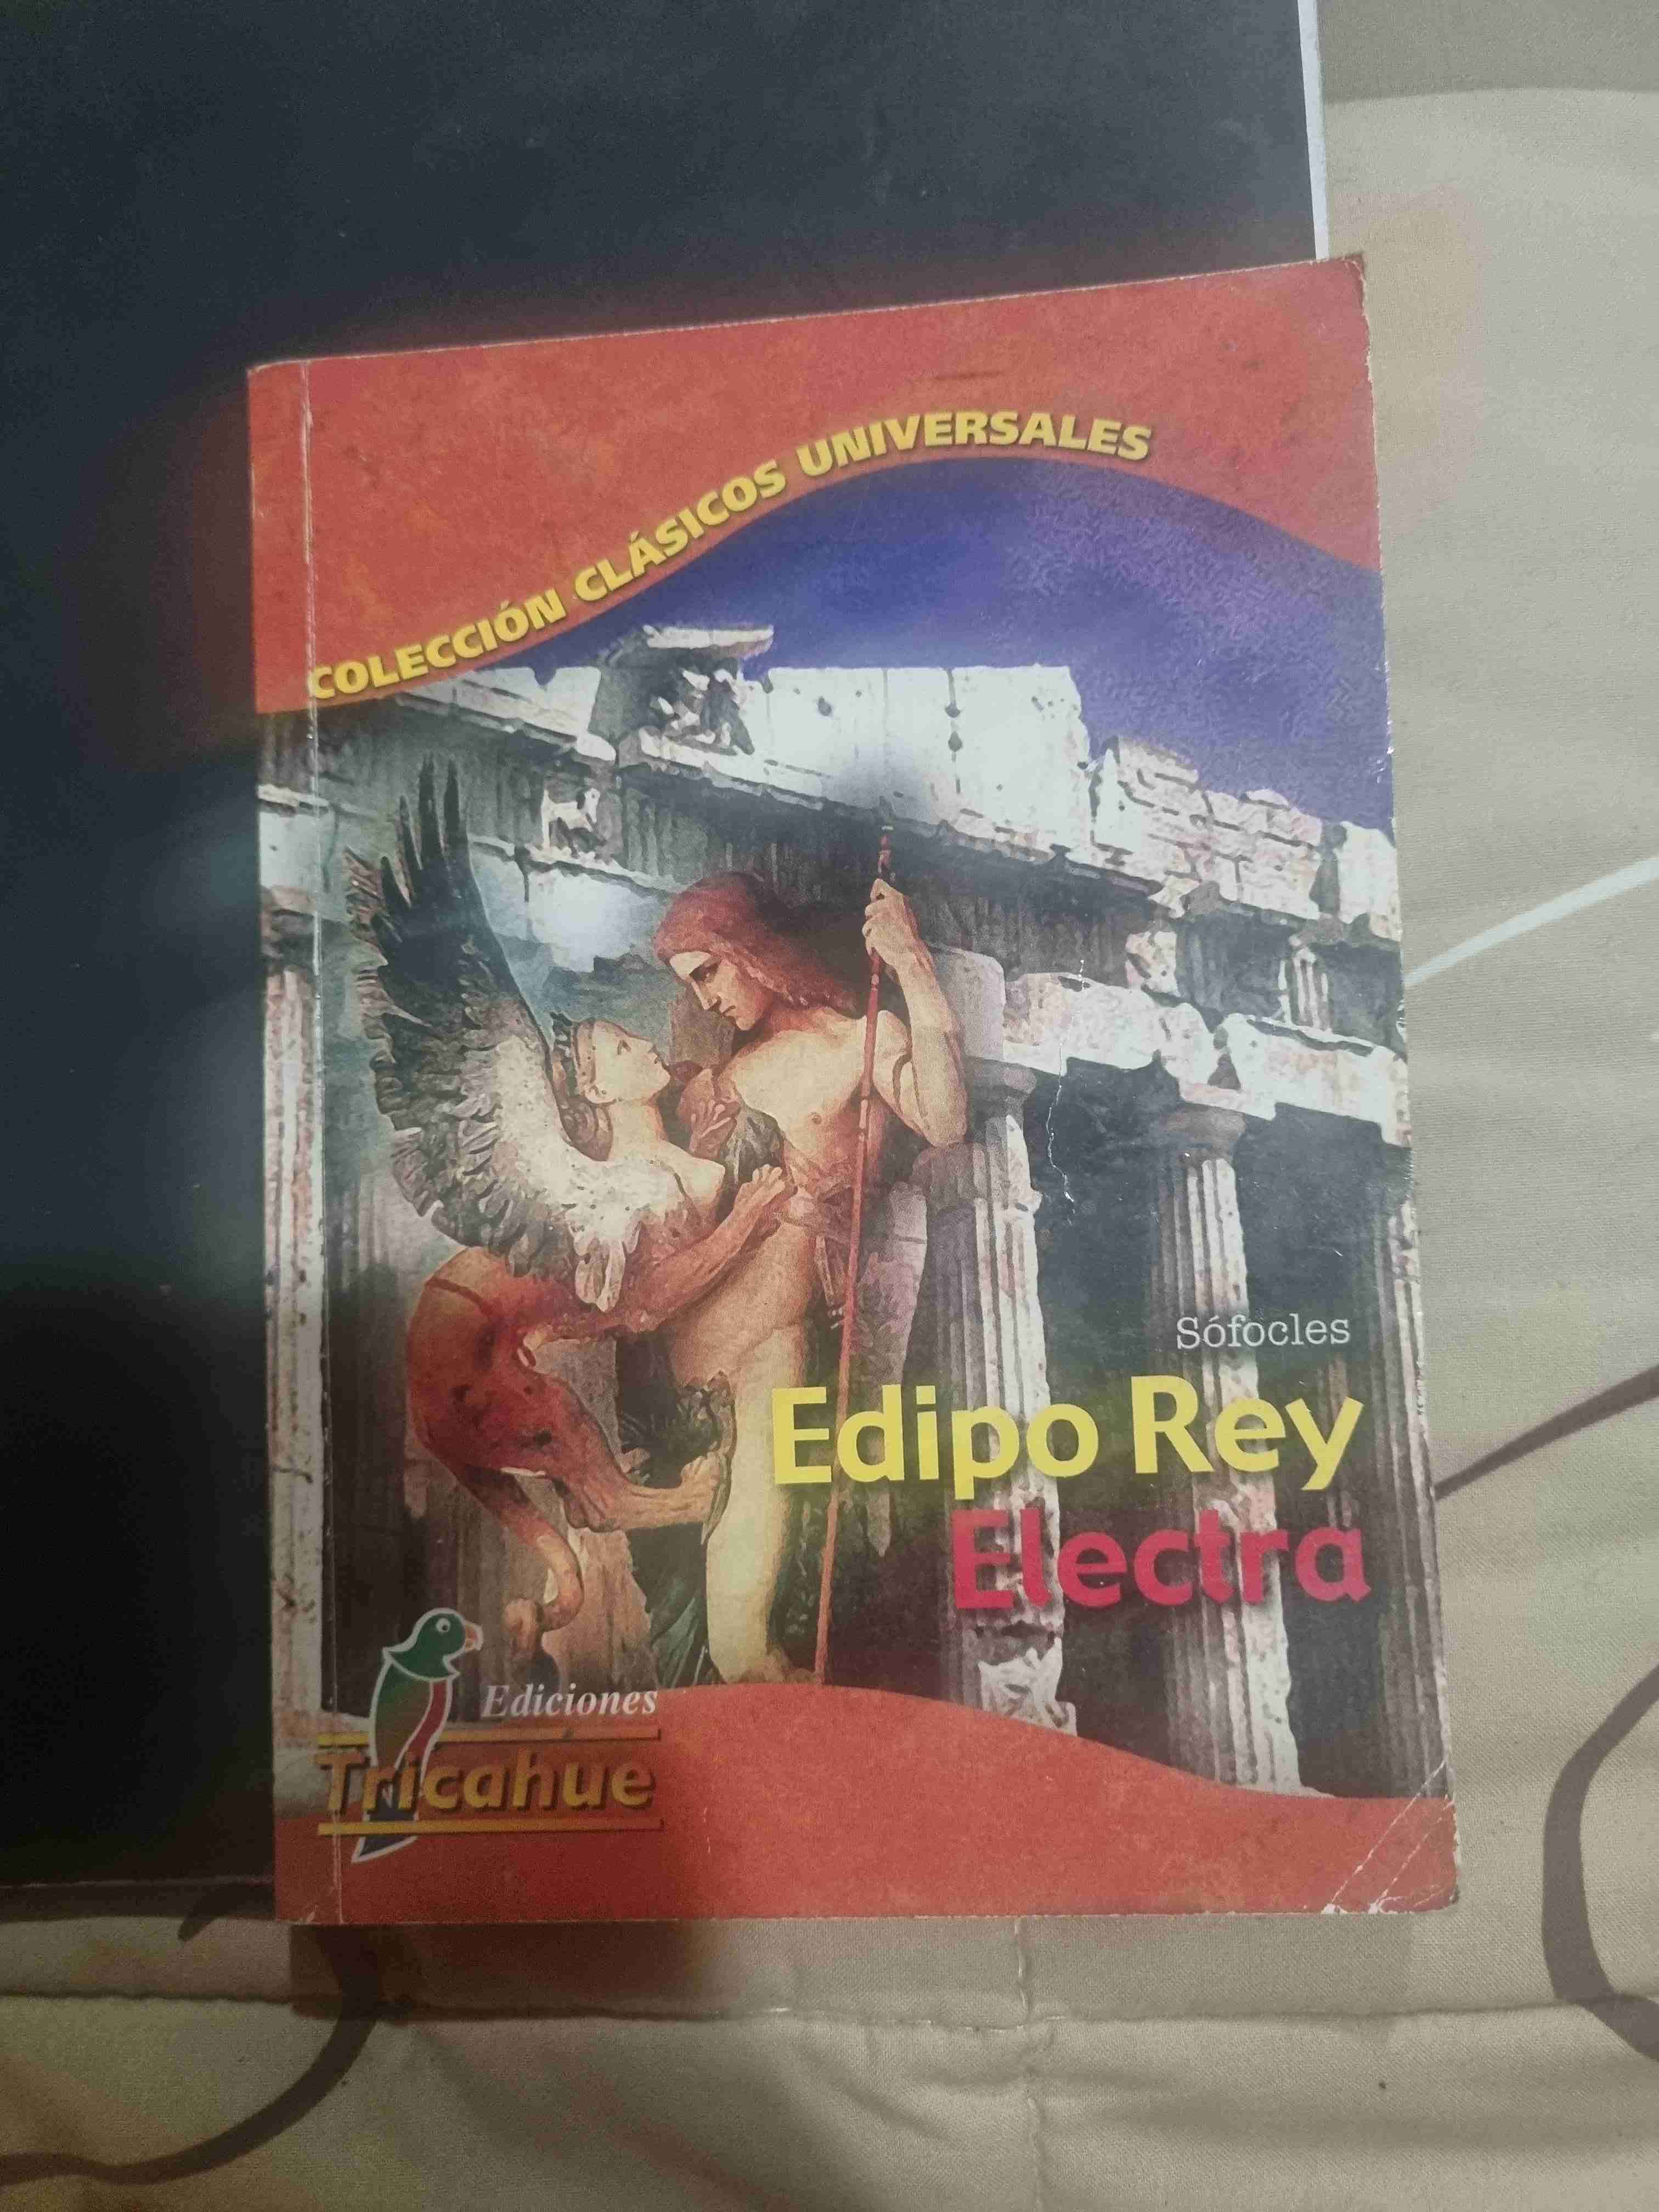 COLECCIÓN CLÁSICOS UNIVERSALES
Sófocles
Edipo Rey
Electra
Ediciones
Tricahue